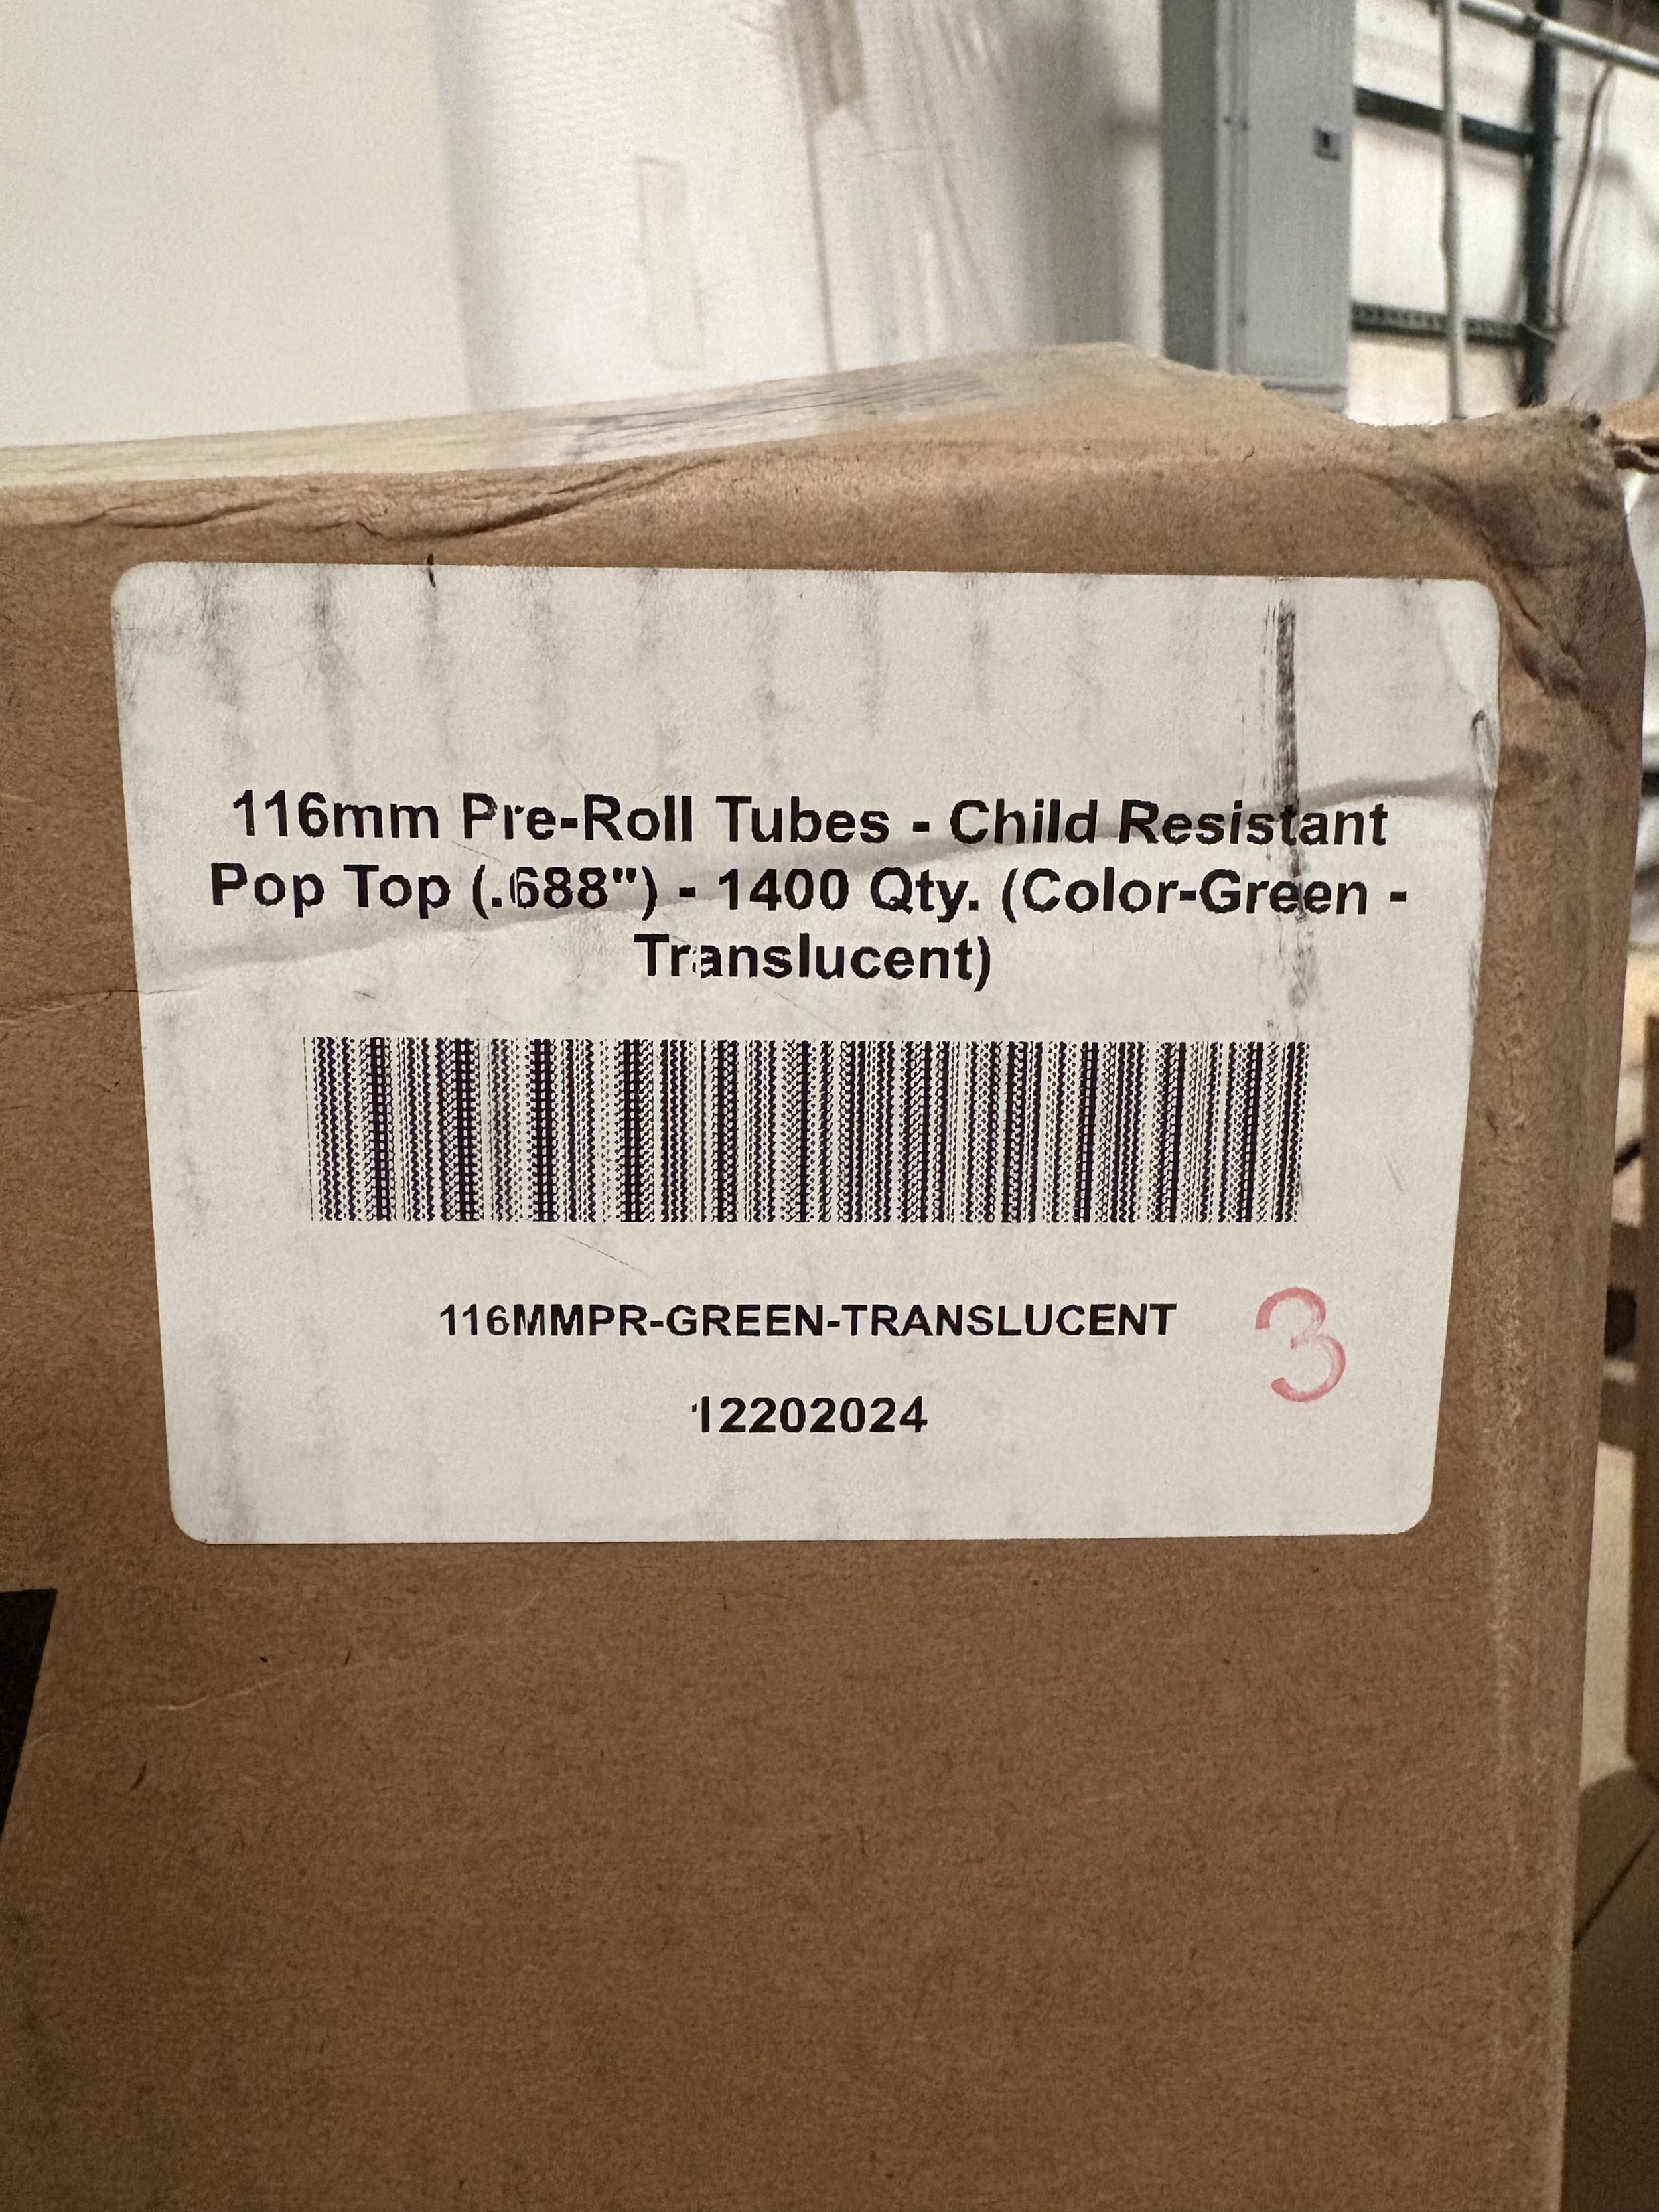 116mm Pre-Roll Tubes - Child Resistant
Pop Top (.688") - 1400 Qty. (Color-Green -
Translucent)
116MMPR-GREEN-TRANSLUCENT
3
12202024